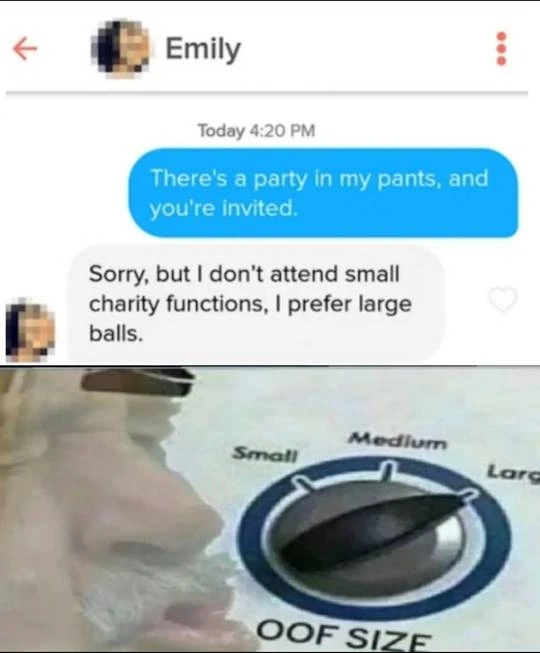 Emily
Today 4:20 PM
There's a party in my pants, and
you're invited.
Sorry, but I don't attend small
charity functions, I prefer large
balls.
Small
Medium
Larg
OOF SIZE